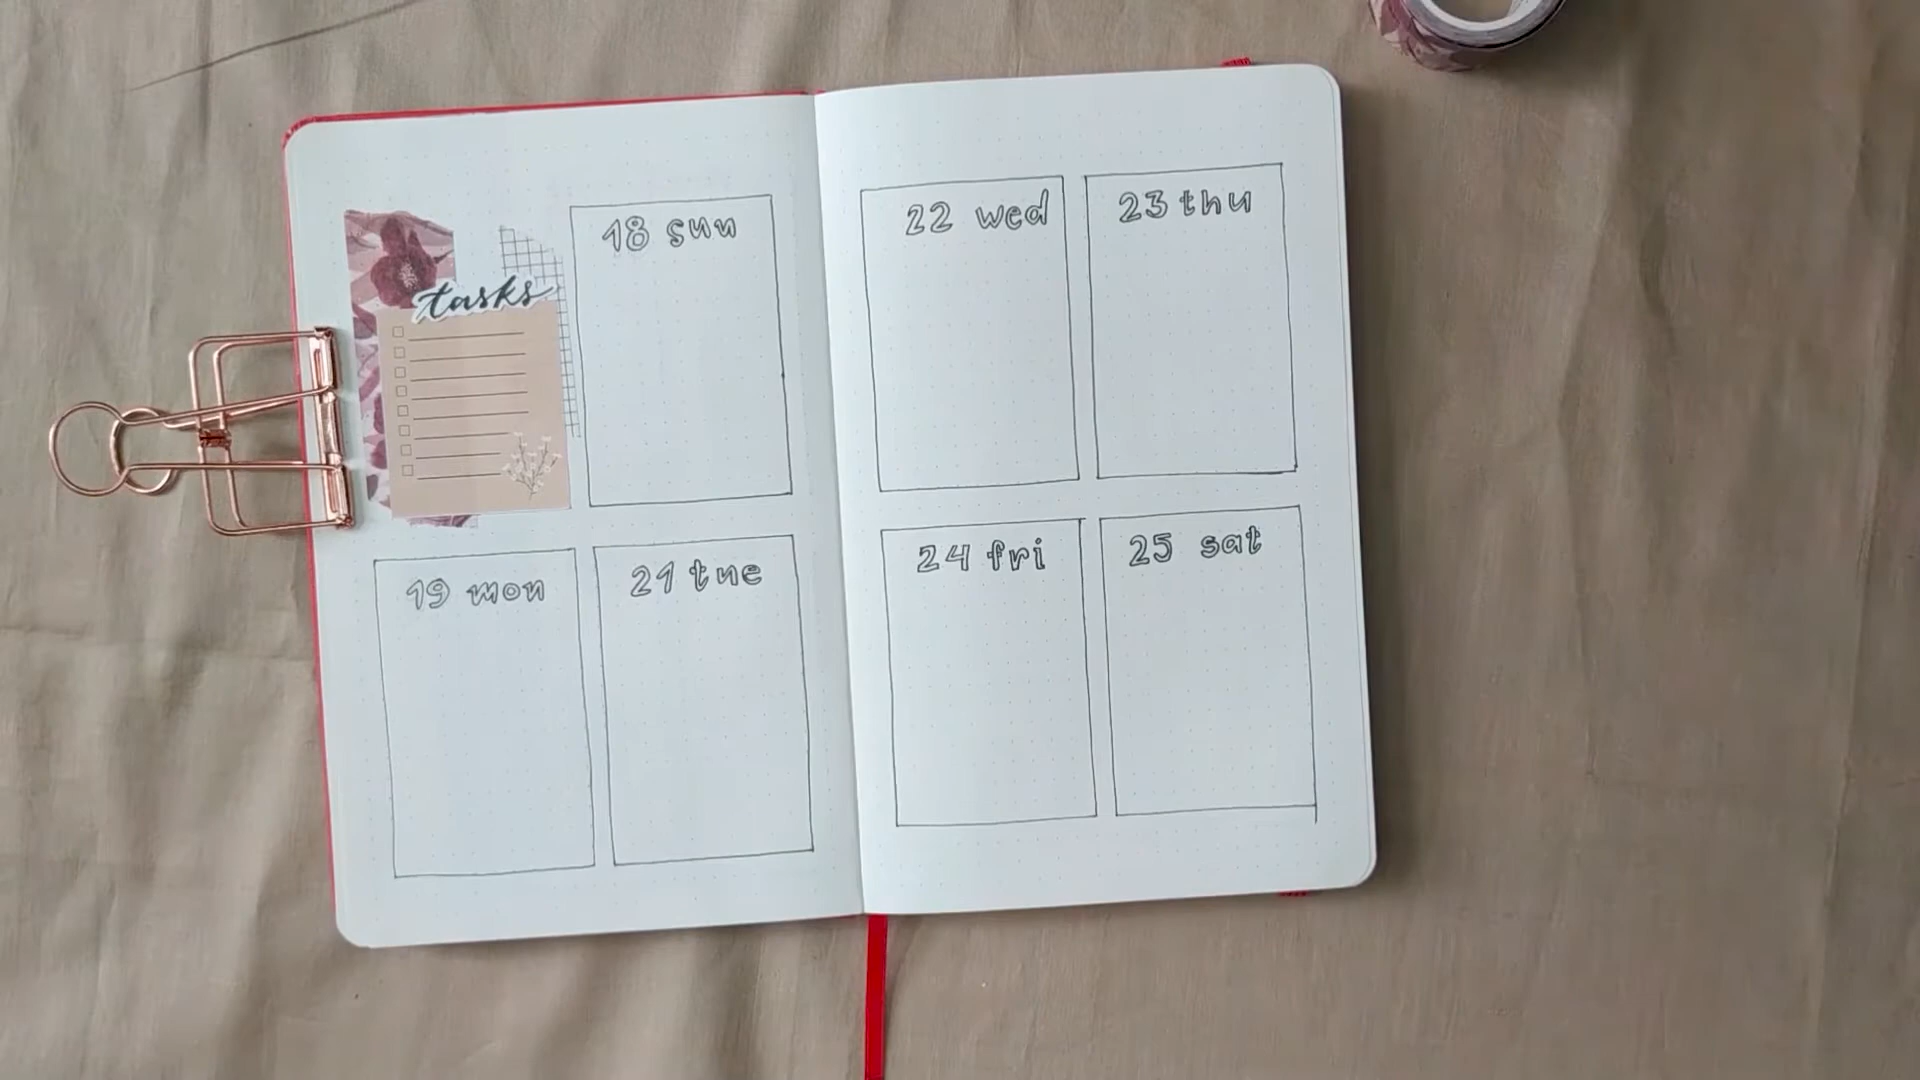 tasks
18 sun
19 mon
21 tue
22 wed
23 thu
24 fri
25 sat